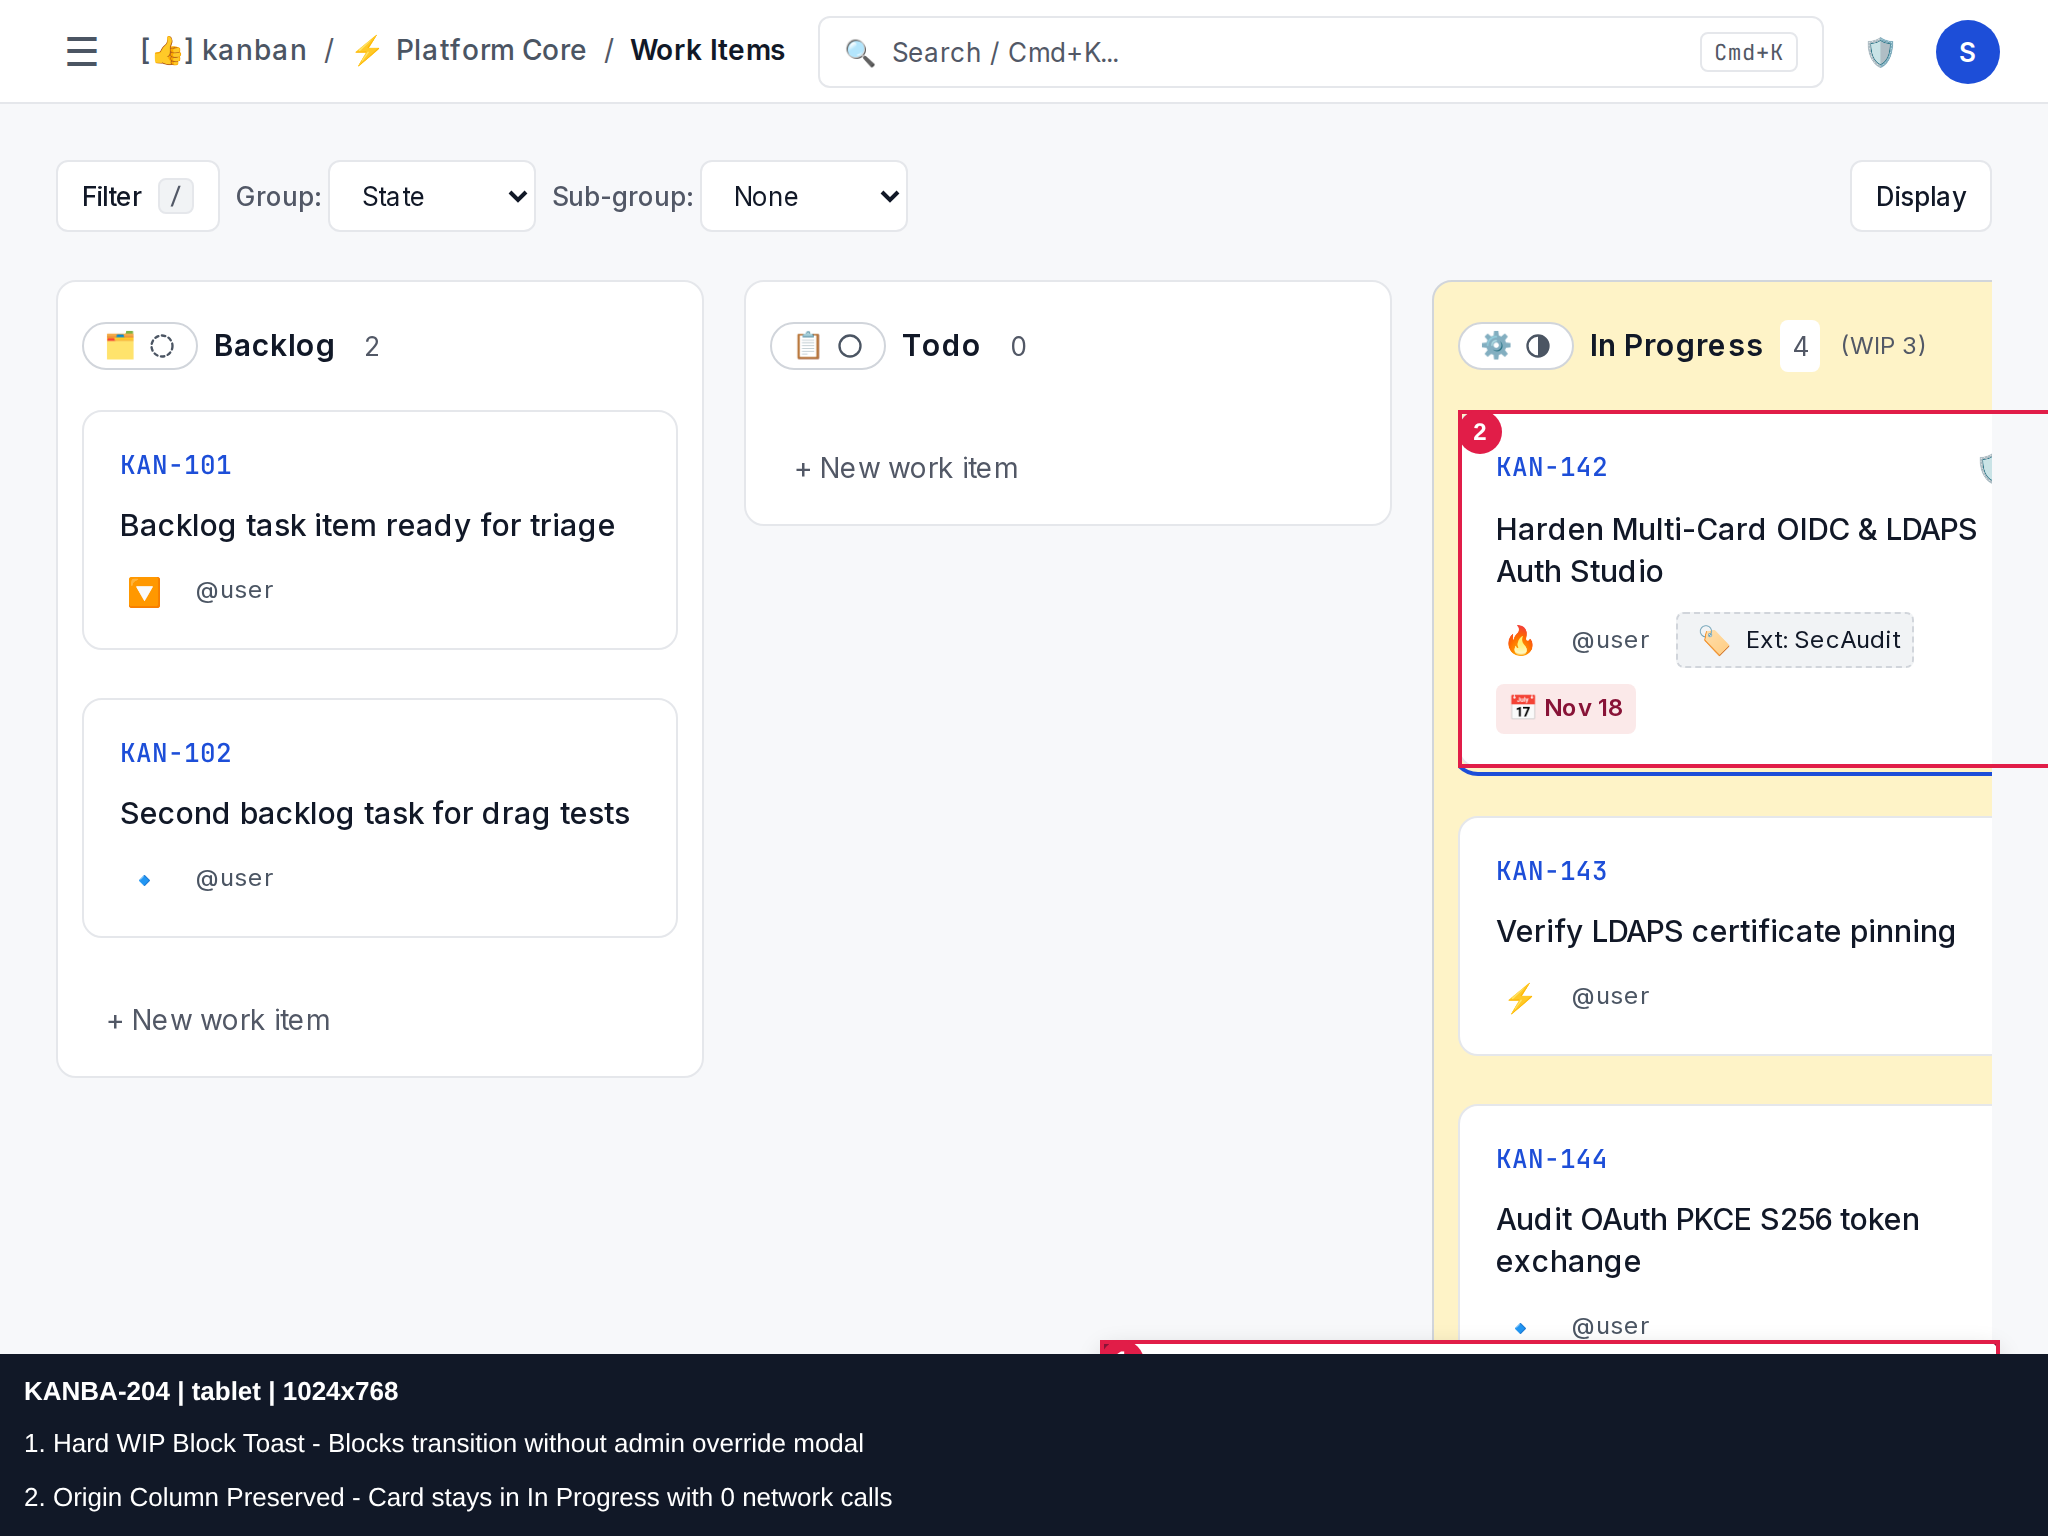 [👍] kanban / ⚡ Platform Core / Work Items
Search / Cmd+K...
Cmd+K
S
Filter /
Group: State
Sub-group: None
Display
Backlog 2
KAN-101
Backlog task item ready for triage
@user
KAN-102
Second backlog task for drag tests
@user
+ New work item
Todo 0
+ New work item
In Progress 4 (WIP 3)
2
KAN-142
Harden Multi-Card OIDC & LDAPS
Auth Studio
@user Ext: SecAudit
Nov 18
KAN-143
Verify LDAPS certificate pinning
@user
KAN-144
Audit OAuth PKCE S256 token
exchange
@user
KANBA-204 | tablet | 1024x768
1. Hard WIP Block Toast - Blocks transition without admin override modal
2. Origin Column Preserved - Card stays in In Progress with 0 network calls